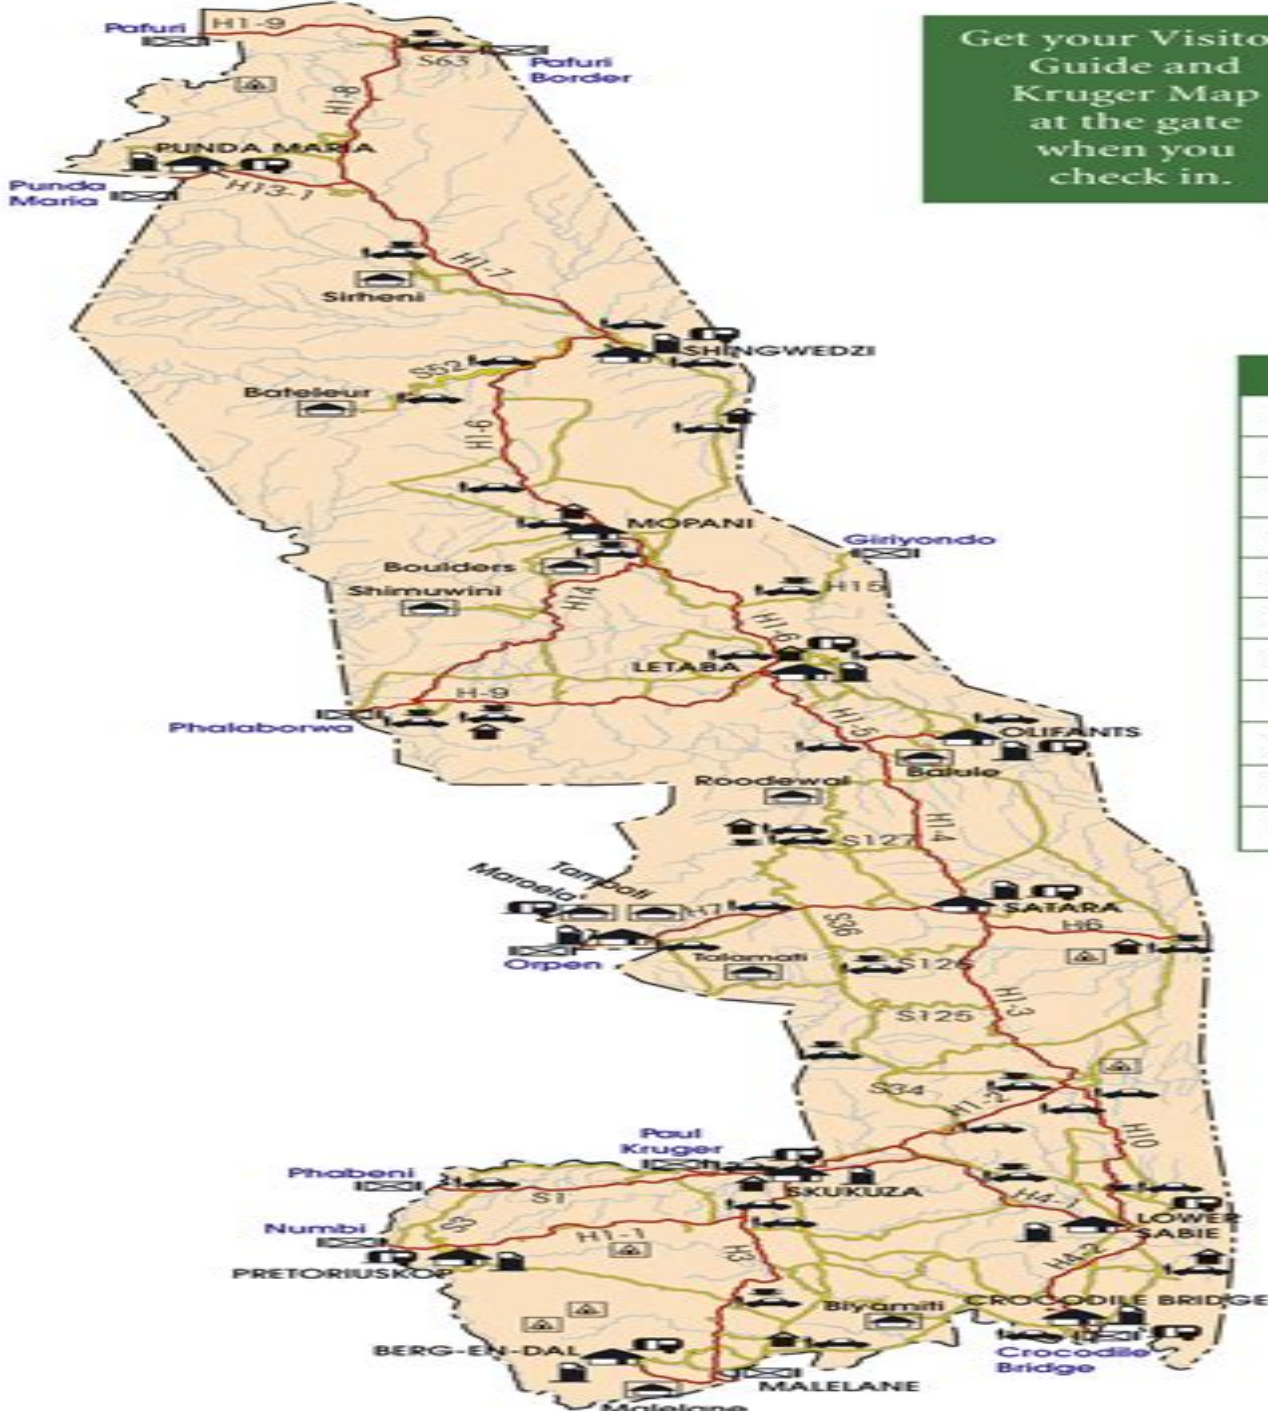 Pafuri
H1-9
S63
Pafuri
Border
H1-8
PUNDA MARIA
Punda
Maria
H13-1
H1-7
Sirheni
SHINGWEDZI
S52
Bateleur
H1-6
MOPANI
Giriyondo
Boulders
H15
Shimuwini
H14
H1-6
LETABA
H-9
Phalaborwa
H1-5
OLIFANTS
Balule
Roodewal
H1-4
S127
Tamboti
Maroela
H7
SATARA
S36
H6
Orpen
Talamati
S126
H1-3
S125
S34
H1-2
H10
Paul
Kruger
Phabeni
SKUKUZA
S1
H4-1
S3
Numbi
H1-1
LOWER
SABIE
H3
H4-2
PRETORIUSKOP
Biyamiti
CROCODILE BRIDGE
BERG-EN-DAL
Crocodile
Bridge
MALELANE
Malelane
Get your Visito
Guide and
Kruger Map
at the gate
when you
check in.